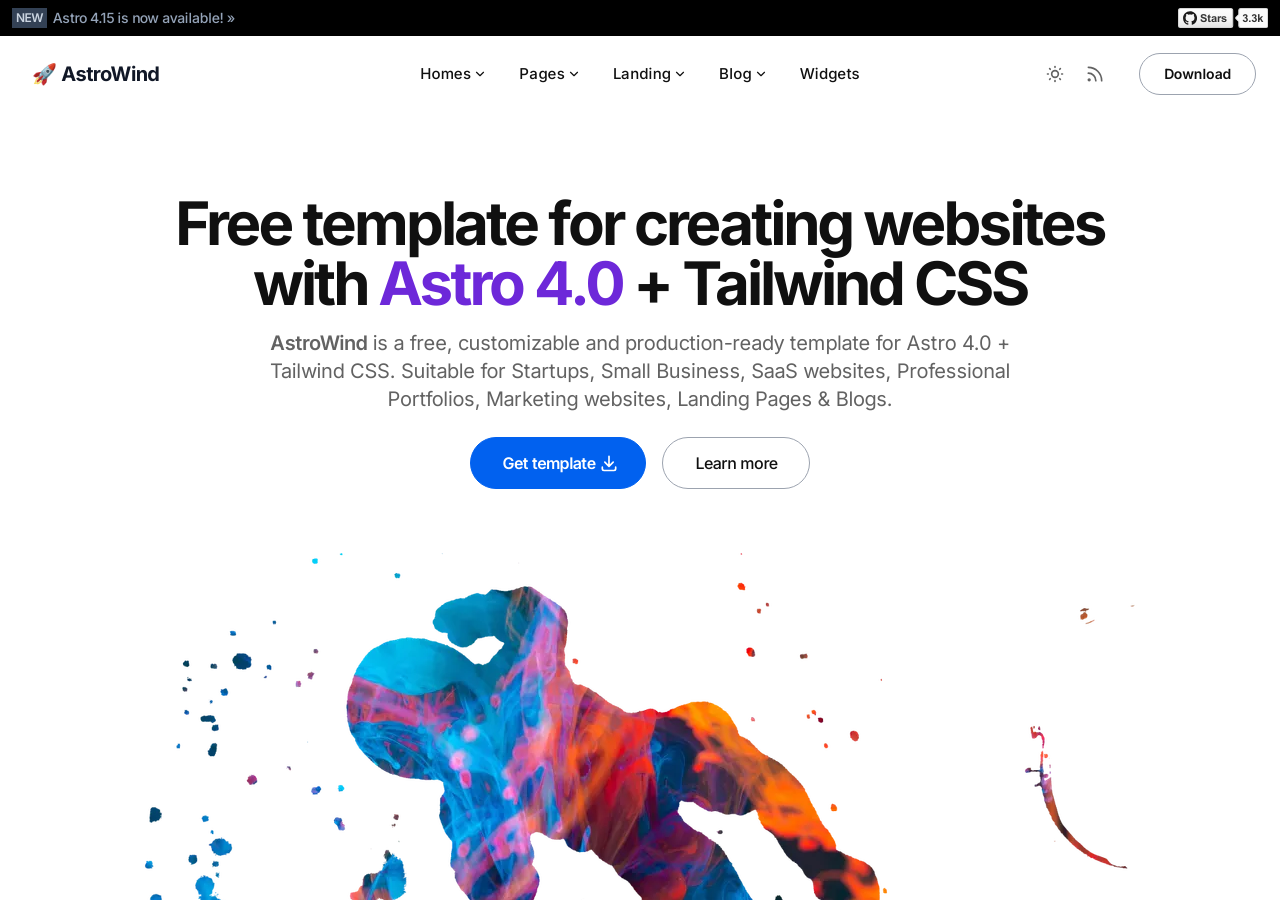 NEW Astro 4.15 is now available! »
Stars 3.3k
🚀 AstroWind
Homes Pages Landing Blog Widgets
Download
Free template for creating websites
with Astro 4.0 + Tailwind CSS
AstroWind is a free, customizable and production-ready template for Astro 4.0 +
Tailwind CSS. Suitable for Startups, Small Business, SaaS websites, Professional
Portfolios, Marketing websites, Landing Pages & Blogs.
Get template
Learn more